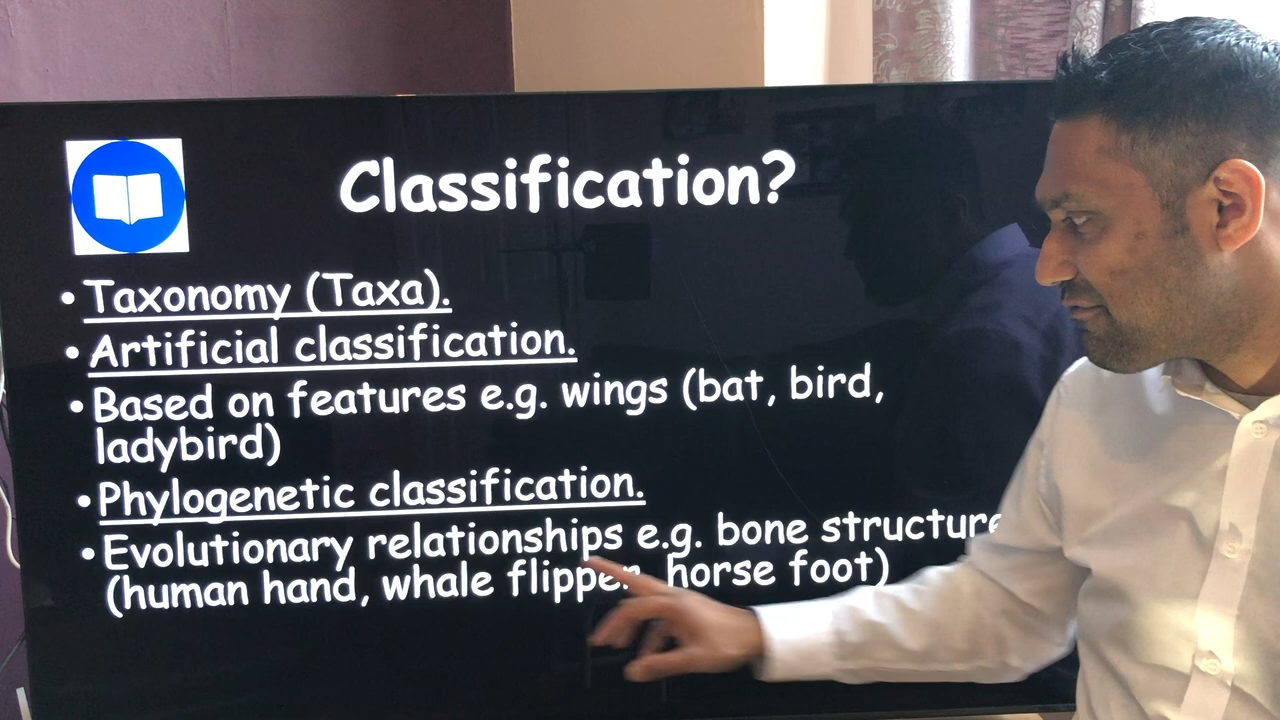 Classification?
• Taxonomy (Taxa).
• Artificial classification.
• Based on features e.g. wings (bat, bird,
ladybird)
• Phylogenetic classification.
• Evolutionary relationships e.g. bone structure
(human hand, whale flipper, horse foot)